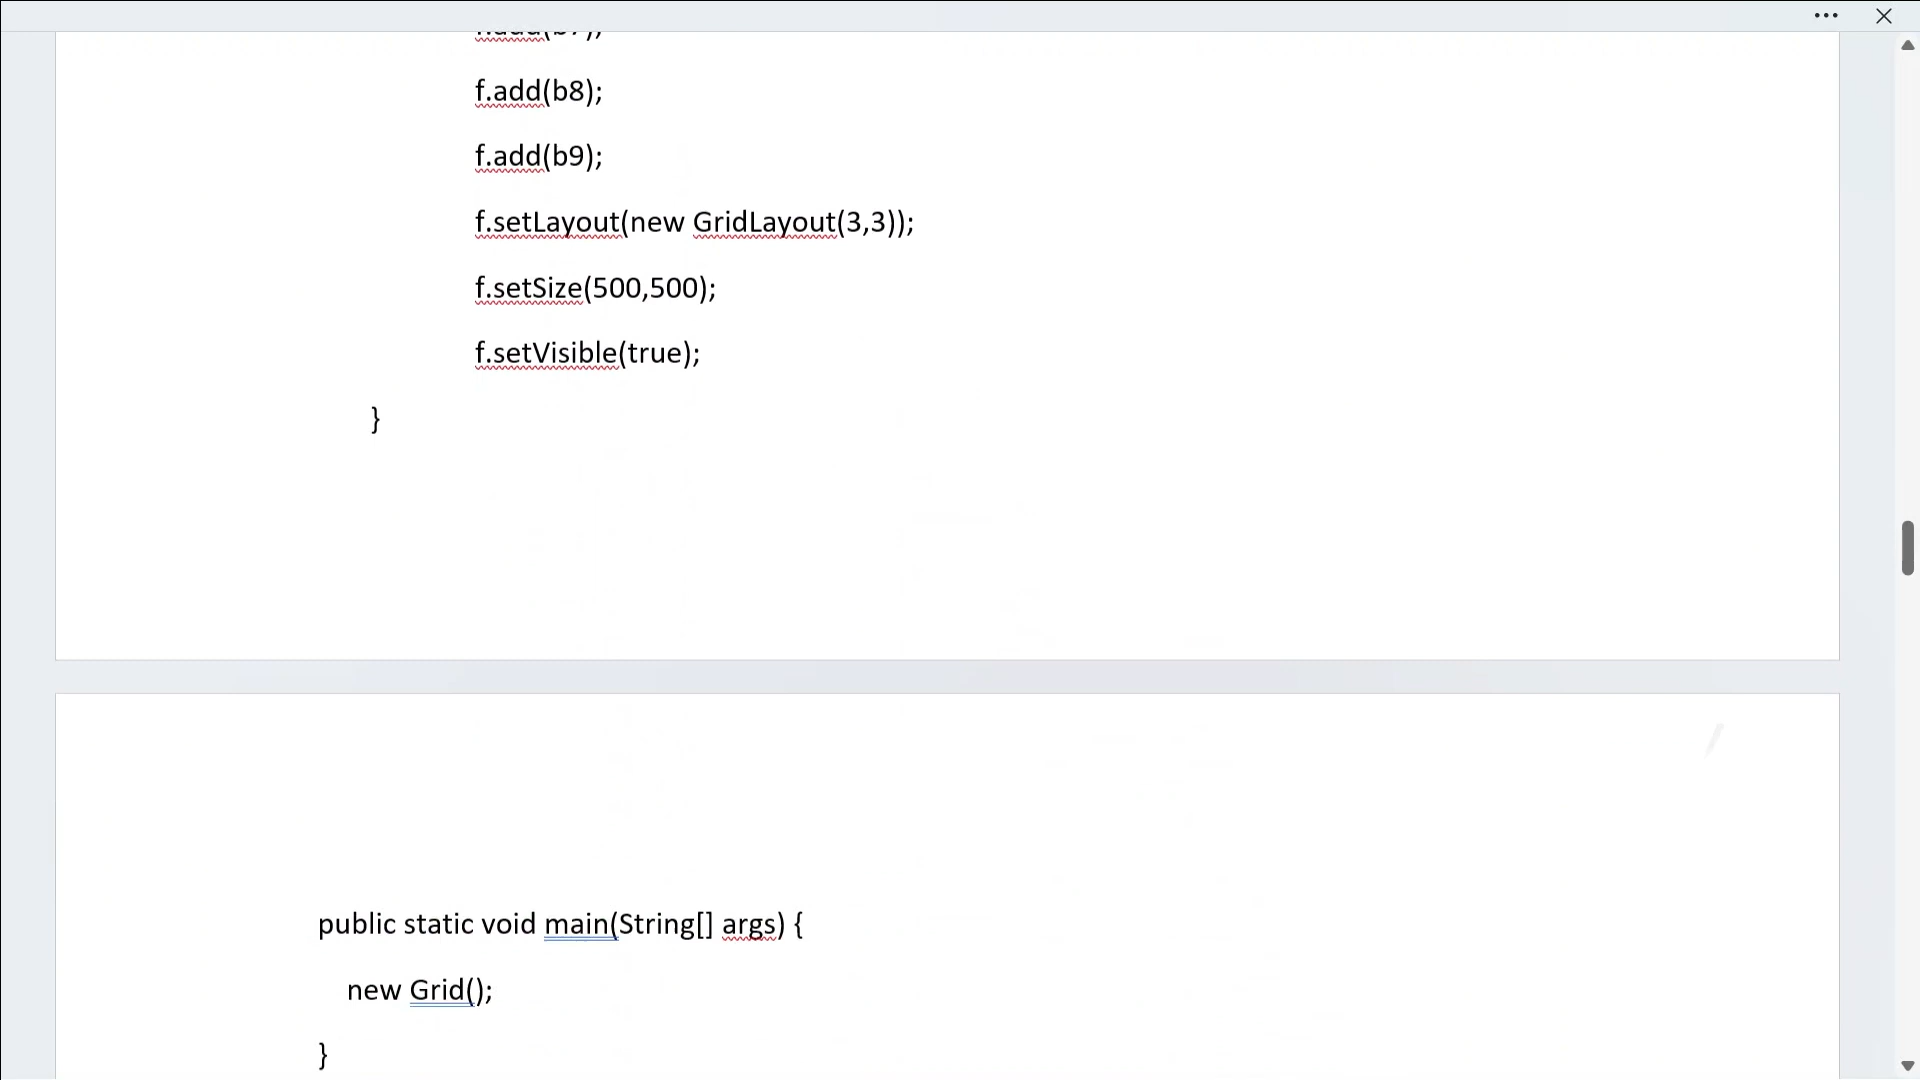 f.add(b8);
f.add(b9);
f.setLayout(new GridLayout(3,3));
f.setSize(500,500);
f.setVisible(true);
}
public static void main(String[] args) {
new Grid();
}